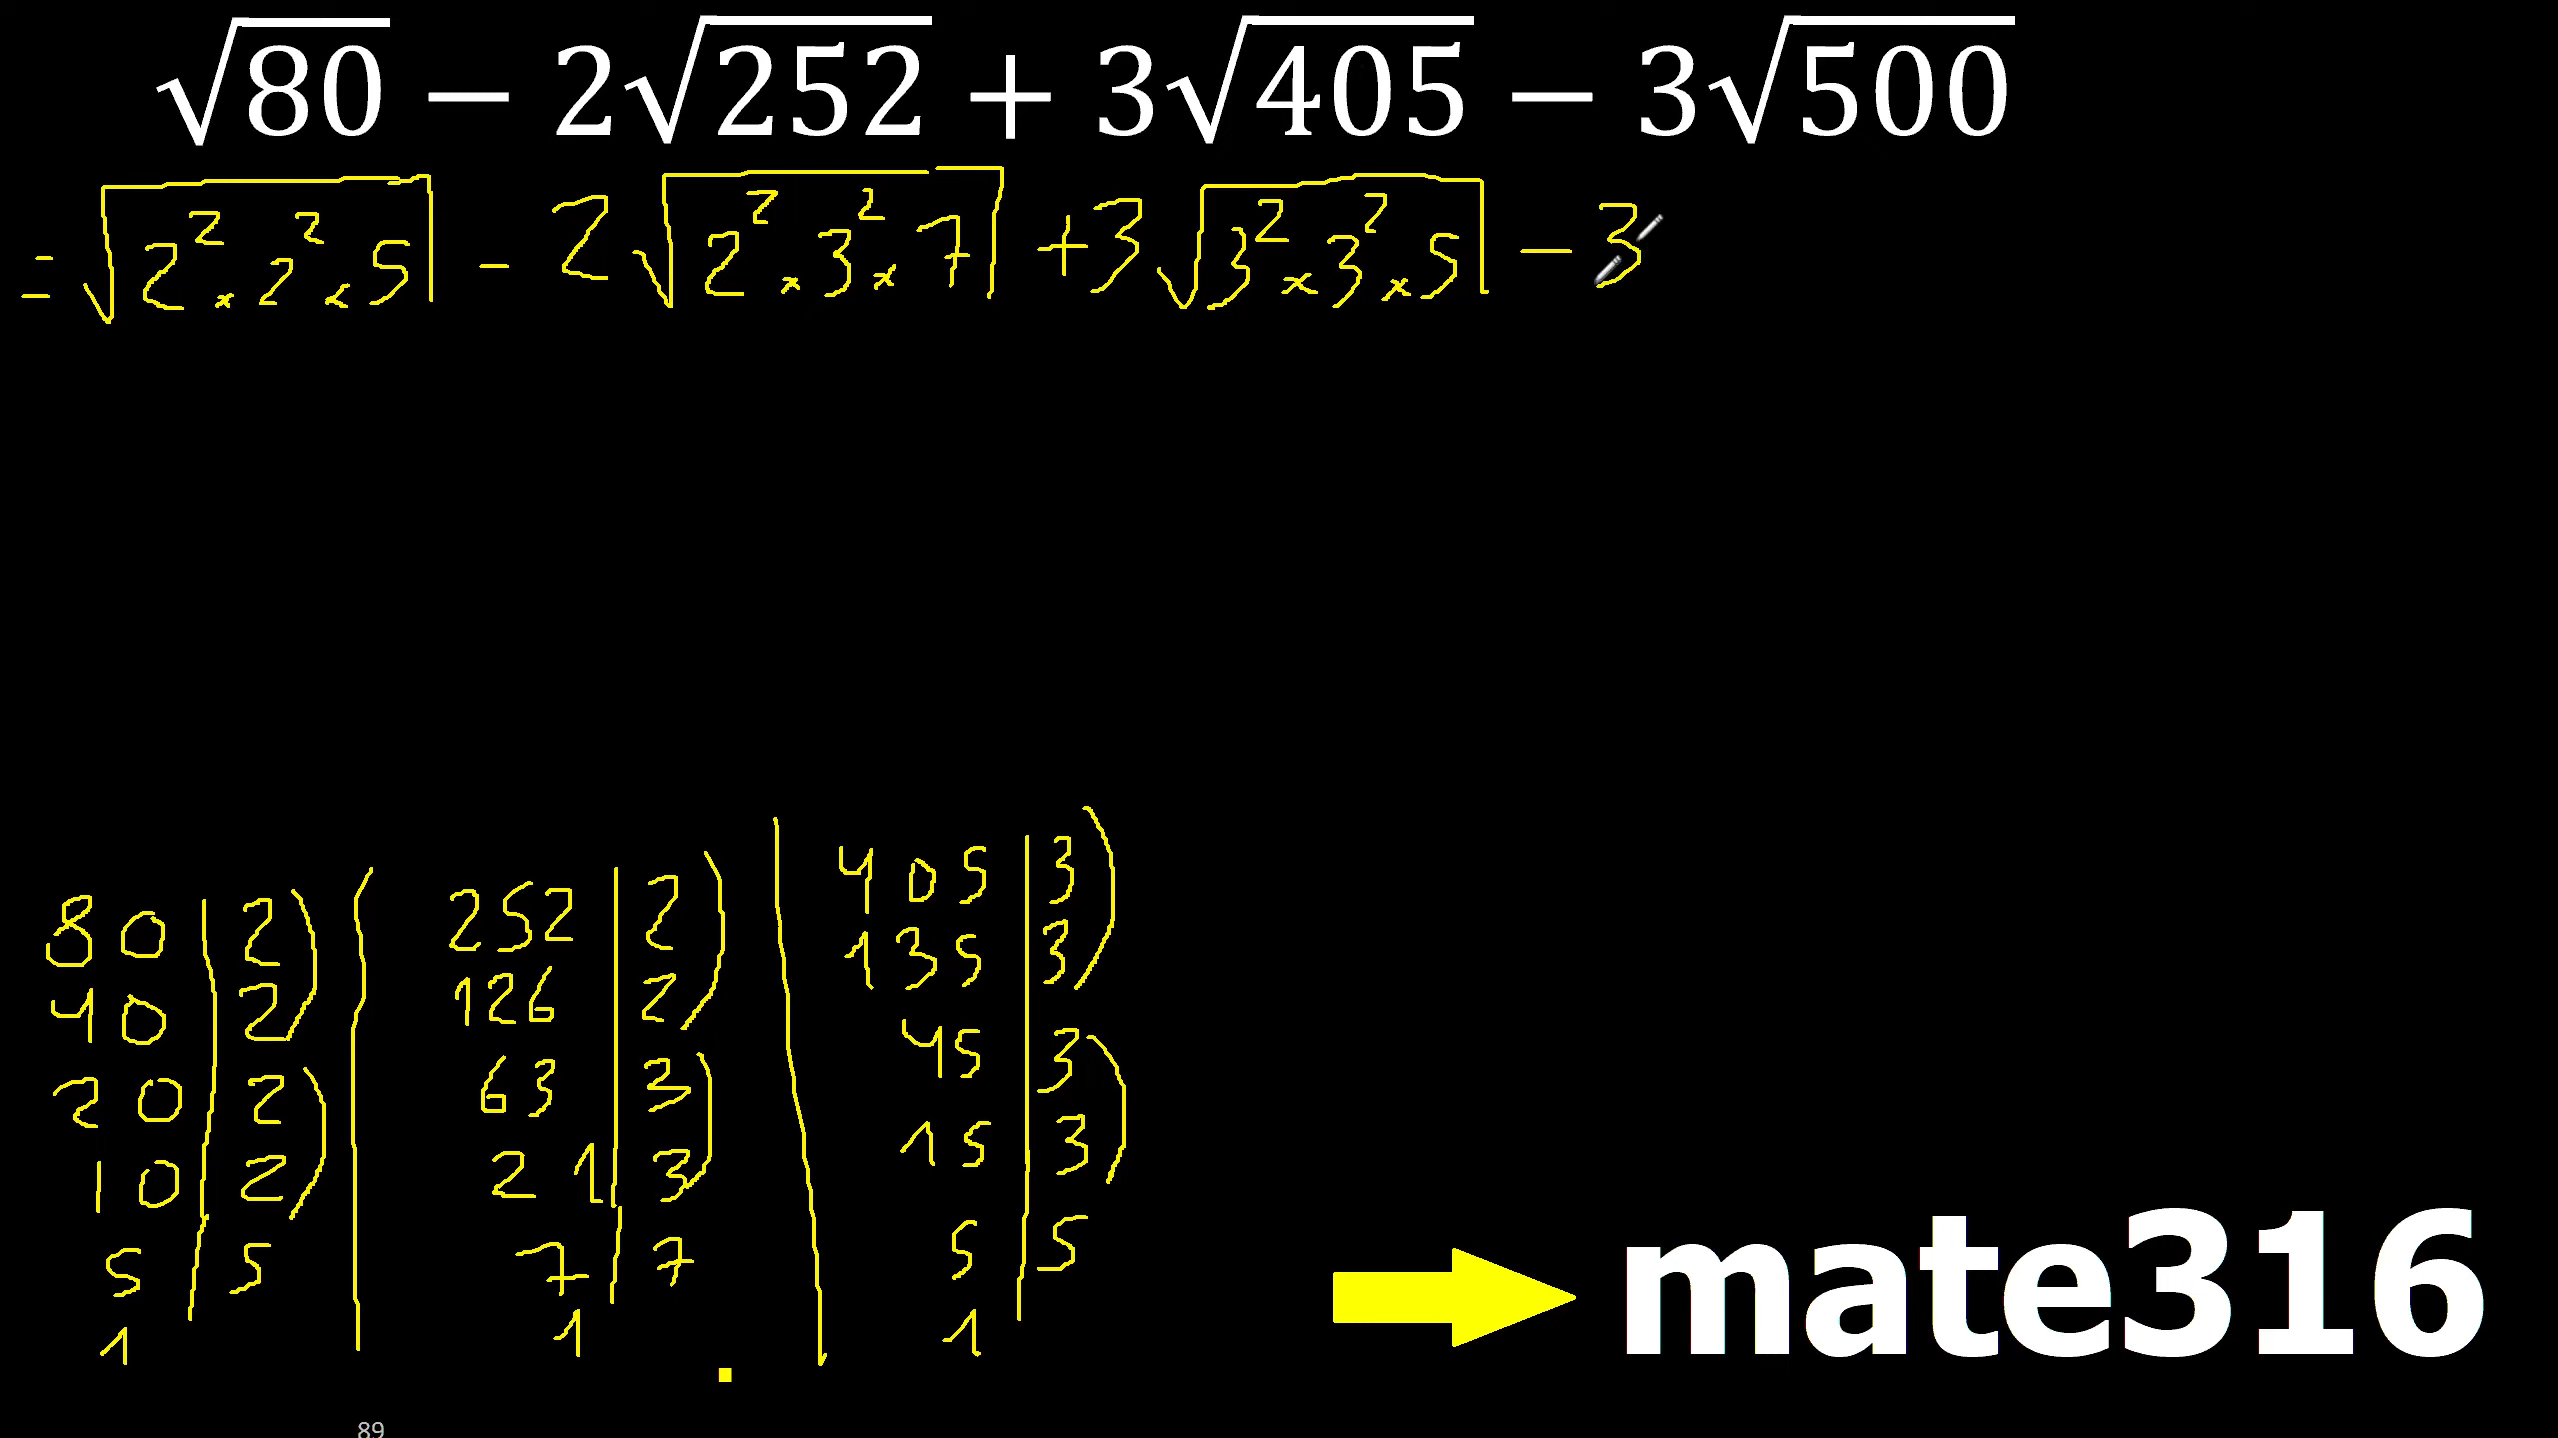 √80 − 2√252 + 3√405 − 3√500
= √2² × 2² × 5 - 2 √2² × 3² × 7 + 3 √3² × 3² × 5 − 3
80 | 2) 252 | 2) 405 | 3)
40 | 2) 126 | 2) 135 | 3)
20 | 2) 63 | 3) 45 | 3)
10 | 2) 21 | 3) 15 | 3)
5 | 5 7 | 7 5 | 5
1 1 1
mate316
89